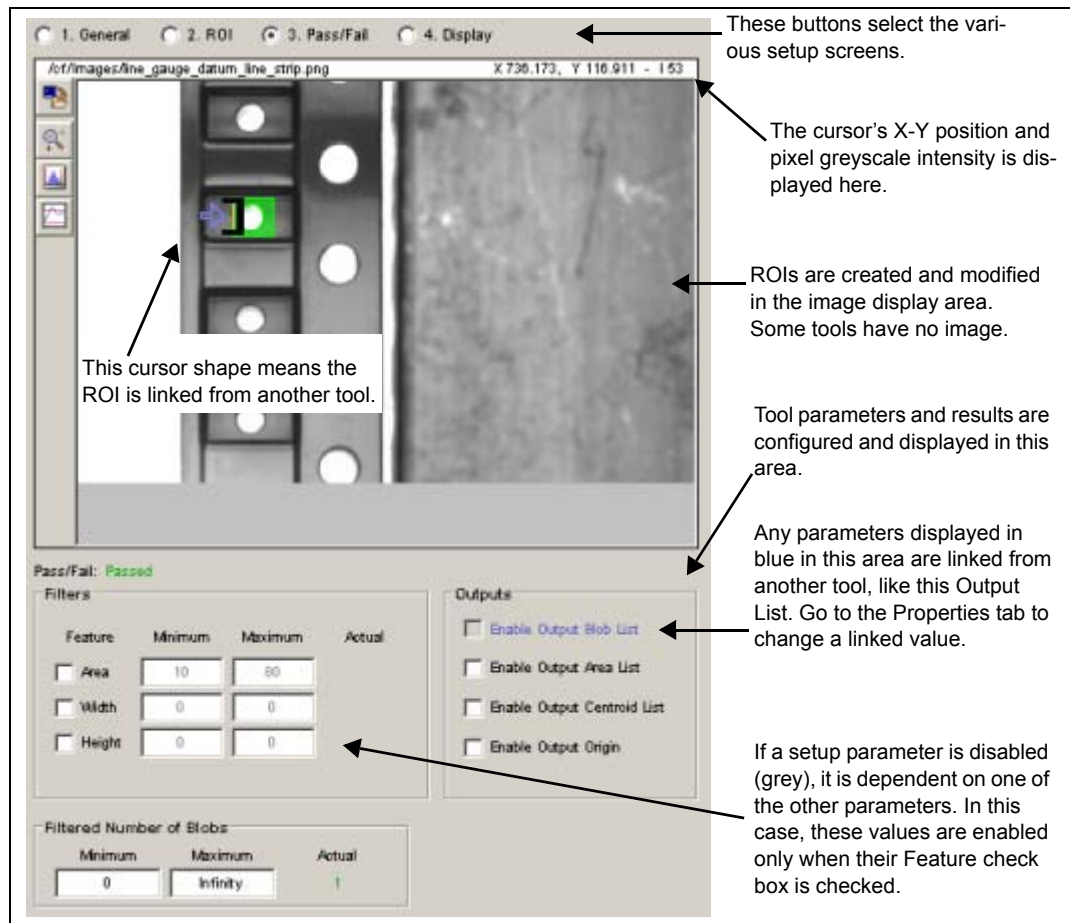 1. General 2. ROI 3. Pass/Fail 4. Display
These buttons select the vari-
ous setup screens.
/cf/images/line_gauge_datum_line_strip.png X 736.173, Y 116.911 - I 53
The cursor's X-Y position and
pixel greyscale intensity is dis-
played here.
ROIs are created and modified
in the image display area.
Some tools have no image.
This cursor shape means the
ROI is linked from another tool.
Tool parameters and results are
configured and displayed in this
area.
Any parameters displayed in
blue in this area are linked from
another tool, like this Output
List. Go to the Properties tab to
change a linked value.
Pass/Fail: Passed
Filters
Feature Minimum Maximum Actual
Area 10 80
Width 0 0
Height 0 0
Outputs
Enable Output Blob List
Enable Output Area List
Enable Output Centroid List
Enable Output Origin
If a setup parameter is disabled
(grey), it is dependent on one of
the other parameters. In this
case, these values are enabled
only when their Feature check
box is checked.
Filtered Number of Blobs
Minimum Maximum Actual
0 Infinity 1